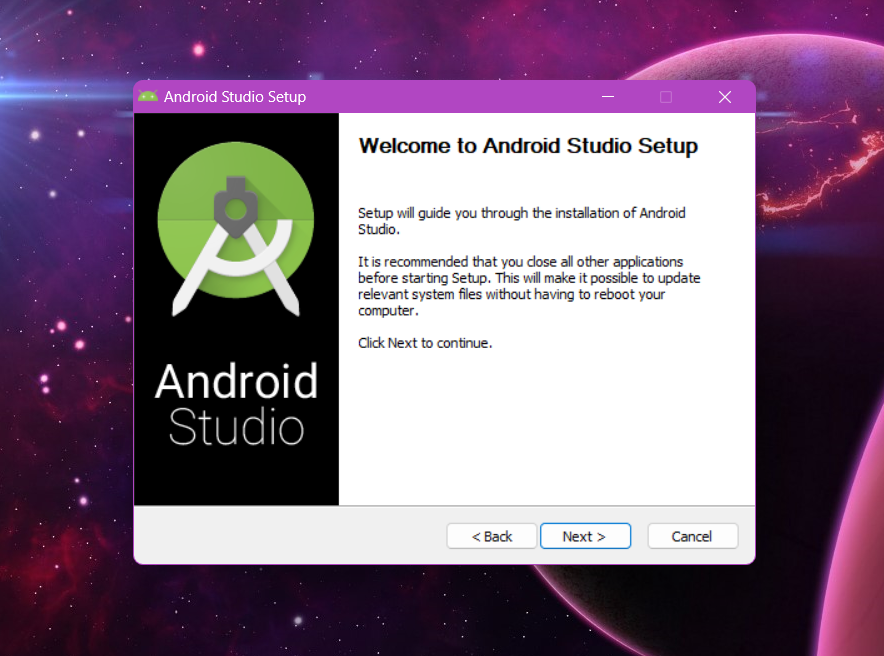 Android Studio Setup
Welcome to Android Studio Setup
Setup will guide you through the installation of Android
Studio.
It is recommended that you close all other applications
before starting Setup. This will make it possible to update
relevant system files without having to reboot your
computer.
Click Next to continue.
Android
Studio
< Back
Next >
Cancel